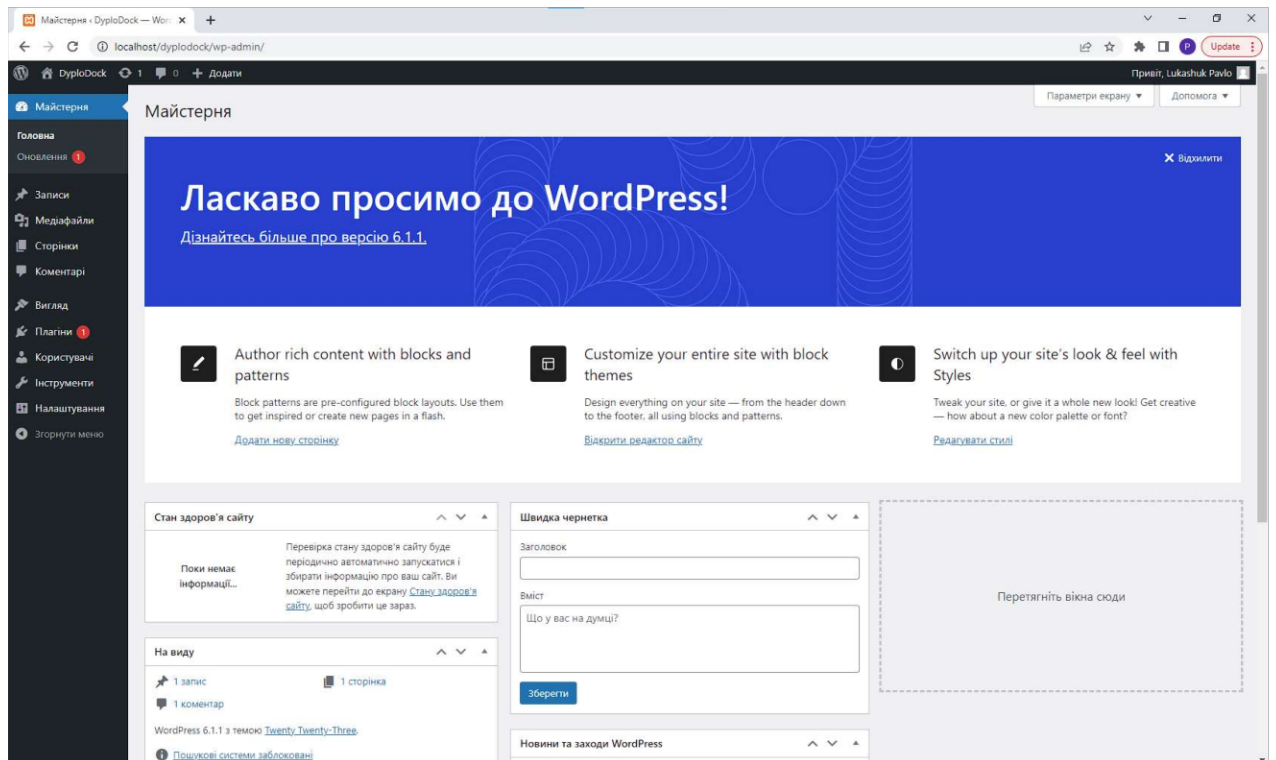 Майстерня ‹ DyploDock — Wor
localhost/dyplodock/wp-admin/
Update
DyploDock 1 0 Додати
Привіт, Lukashuk Pavlo
Майстерня
Головна
Оновлення 1
Записи
Медіафайли
Сторінки
Коментарі
Вигляд
Плагіни 1
Користувачі
Інструменти
Налаштування
Згорнути меню
Параметри екрану
Допомога
Майстерня
Відхилити
Ласкаво просимо до WordPress!
Дізнайтесь більше про версію 6.1.1.
Author rich content with blocks and
patterns
Block patterns are pre-configured block layouts. Use them
to get inspired or create new pages in a flash.
Додати нову сторінку
Customize your entire site with block
themes
Design everything on your site — from the header down
to the footer, all using blocks and patterns.
Відкрити редактор сайту
Switch up your site's look & feel with
Styles
Tweak your site, or give it a whole new look! Get creative
— how about a new color palette or font?
Редагувати стилі
Стан здоров'я сайту
Поки немає
інформації...
Перевірка стану здоров'я сайту буде
періодично автоматично запускатися і
збирати інформацію про ваш сайт. Ви
можете перейти до екрану Стану здоров'я
сайту, щоб зробити це зараз.
На виду
1 запис
1 сторінка
1 коментар
WordPress 6.1.1 з темою Twenty Twenty-Three.
Пошукові системи заблоковані
Швидка чернетка
Заголовок
Вміст
Що у вас на думці?
Зберегти
Новини та заходи WordPress
Перетягніть вікна сюди